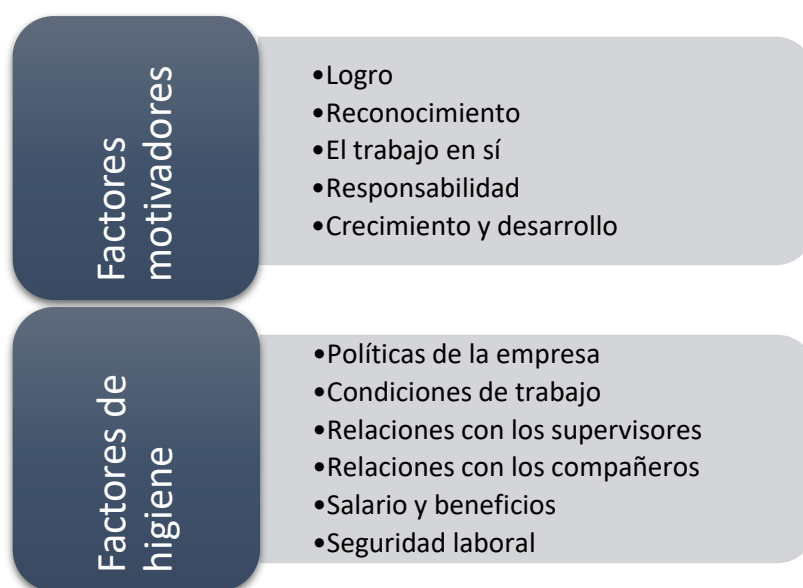 Factores
motivadores
•Logro
•Reconocimiento
•El trabajo en sí
•Responsabilidad
•Crecimiento y desarrollo
Factores de
higiene
•Políticas de la empresa
•Condiciones de trabajo
•Relaciones con los supervisores
•Relaciones con los compañeros
•Salario y beneficios
•Seguridad laboral